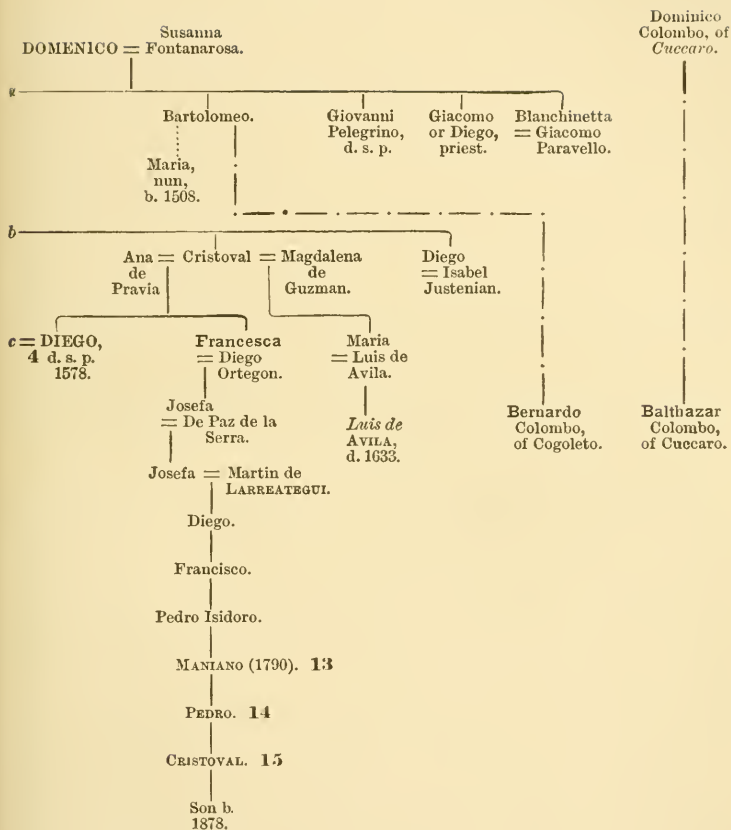 Susanna
DOMENICO = Fontanarosa.
Dominico
Colombo, of
Cuccaro.
a
Bartolomeo.
Giovanni
Pelegrino,
d. s. p.
Giacomo
or Diego,
priest.
Blanchinetta
= Giacomo
Paravello.
Maria,
nun,
b. 1508.
b
Ana = Cristoval = Magdalena
de
Pravia
de
Guzman.
Diego
= Isabel
Justenian.
c = DIEGO,
4 d. s. p.
1578.
Francesca
= Diego
Ortegon.
Maria
= Luis de
Avila.
Josefa
= De Paz de la
Serra.
Luis de
AVILA,
d. 1633.
Bernardo
Colombo,
of Cogoleto.
Balthazar
Colombo,
of Cuccaro.
Josefa = Martin de
LARREATEGUI.
Diego.
Francisco.
Pedro Isidoro.
MANIANO (1790). 13
PEDRO. 14
CRISTOVAL. 15
Son b.
1878.